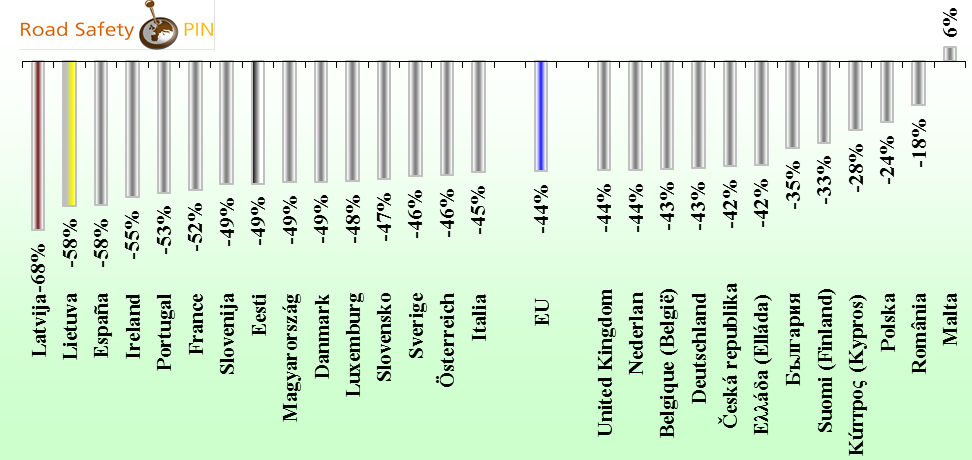 Road Safety PIN
6%
-68%
-58%
-58%
-55%
-53%
-52%
-49%
-49%
-49%
-49%
-48%
-47%
-46%
-46%
-45%
-44%
-44%
-44%
-43%
-43%
-42%
-42%
-35%
-33%
-28%
-24%
-18%
Latvija
Lietuva
España
Ireland
Portugal
France
Slovenija
Eesti
Magyarország
Danmark
Luxemburg
Slovensko
Sverige
Österreich
Italia
EU
United Kingdom
Nederlan
Belgique (België)
Deutschland
Česká republika
Ελλάδα (Elláda)
България
Suomi (Finland)
Κύπρος (Kypros)
Polska
România
Malta